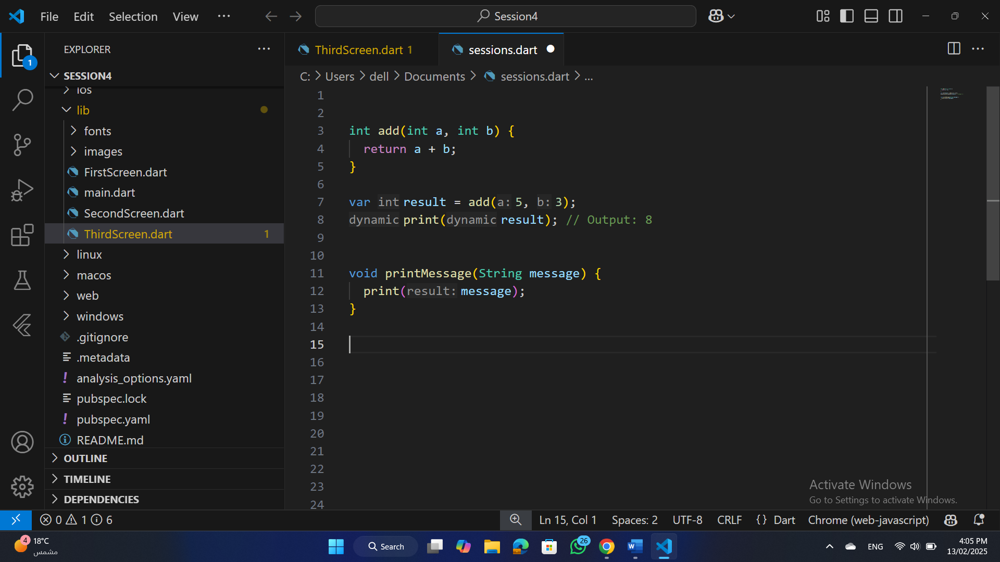 File Edit Selection View ··· Session4
EXPLORER ···
1
SESSION4
ios
lib
fonts
images
FirstScreen.dart
main.dart
SecondScreen.dart
ThirdScreen.dart 1
linux
macos
web
windows
.gitignore
.metadata
! analysis_options.yaml
pubspec.lock
! pubspec.yaml
README.md
OUTLINE
TIMELINE
DEPENDENCIES
ThirdScreen.dart 1 sessions.dart
C: > Users > dell > Documents > sessions.dart > ...
1
2
3 int add(int a, int b) {
4 return a + b;
5 }
6
7 var int result = add(a: 5, b: 3);
8 dynamic print(dynamic result); // Output: 8
9
10
11 void printMessage(String message) {
12 print(result: message);
13 }
14
15
16
17
18
19
20
21
22
23
24
Activate Windows
Go to Settings to activate Windows.
0 1 6 Ln 15, Col 1 Spaces: 2 UTF-8 CRLF {} Dart Chrome (web-javascript)
4 18°C
مشمس
Search
26
ENG
4:05 PM
13/02/2025